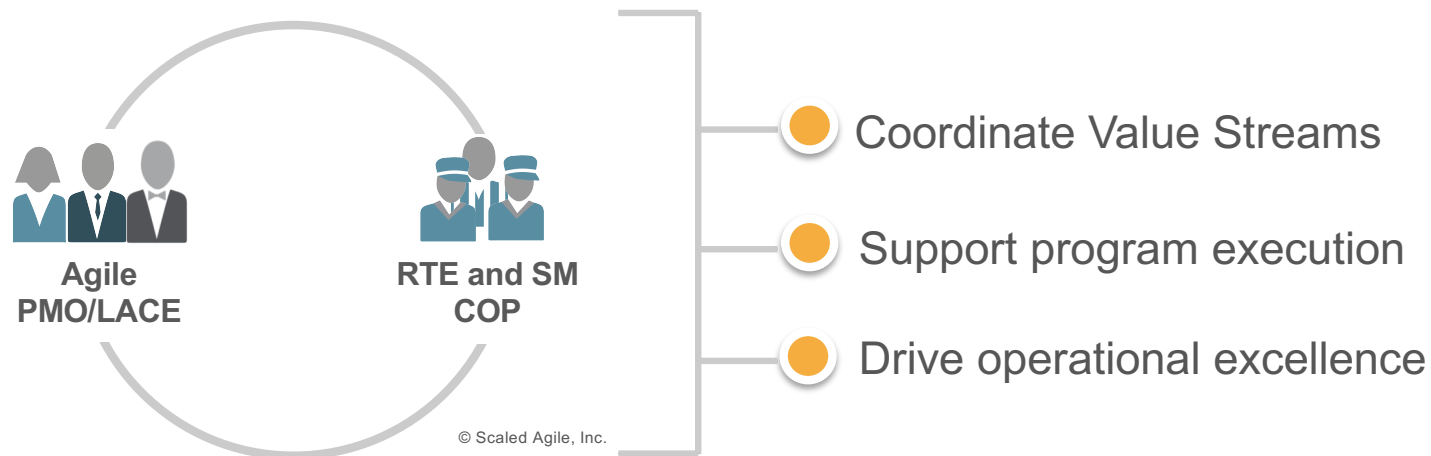 Agile
PMO/LACE
RTE and SM
COP
© Scaled Agile, Inc.
Coordinate Value Streams
Support program execution
Drive operational excellence